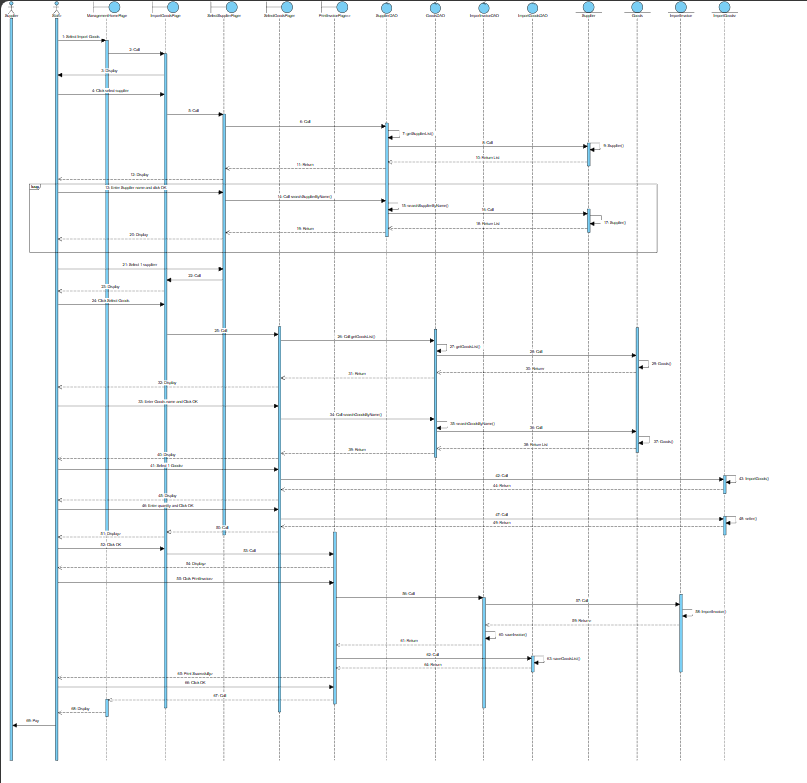 Supplier
ManagementHomePage
ImportGoodsPage
SelectSupplierPage
SelectGoodsPage
PrintInvoicePage
SupplierDAO
GoodsDAO
ImportInvoiceDAO
ImportGoodsDAO
Supplier
Goods
ImportInvoice
ImportGoods
1: Select Import Goods
2: Call
3: Display
4: Click select supplier
5: Call
6: Call
7: getSupplierList()
8: Call
9: Supplier()
10: Return List
11: Return
12: Display
loop
13: Enter Supplier name and click OK
14: Call searchSupplierByName()
15: searchSupplierByName()
16: Call
17: Supplier()
18: Return List
19: Return
20: Display
21: Select 1 supplier
22: Call
23: Display
24: Click Select Goods
25: Call
26: Call getGoodsList()
27: getGoodsList()
28: Call
29: Goods()
30: Return
31: Return
32: Display
33: Enter Goods name and Click OK
34: Call searchGoodsByName()
35: searchGoodsByName()
36: Call
37: Goods()
38: Return List
39: Return
40: Display
41: Select 1 Goods
42: Call
43: ImportGoods()
44: Return
45: Display
46: Enter quantity and Click OK
47: Call
49: Return
50: Call
51: Display
52: Click OK
53: Call
54: Display
55: Click Print Invoice
56: Call
57: Call
58: ImportInvoice()
59: Return
60: saveInvoice()
61: Return
62: Call
63: saveGoodsList()
64: Return
66: Click OK
67: Call
68: Display
69: Pay